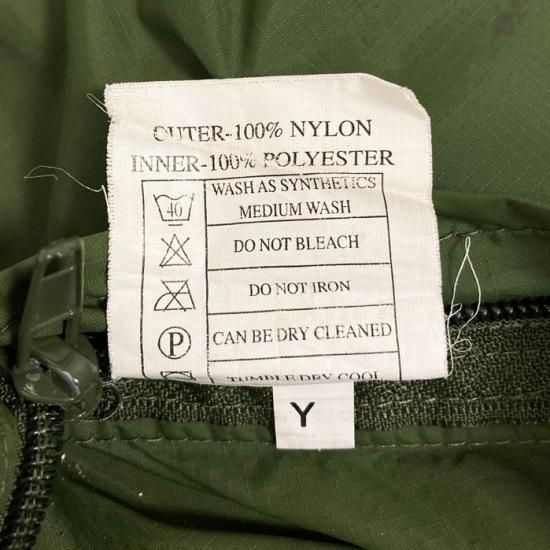 OUTER-100% NYLON
INNER-100% POLYESTER
WASH AS SYNTHETICS
40
MEDIUM WASH
DO NOT BLEACH
DO NOT IRON
P
CAN BE DRY CLEANED
TUMBLE DRY COOL
Y